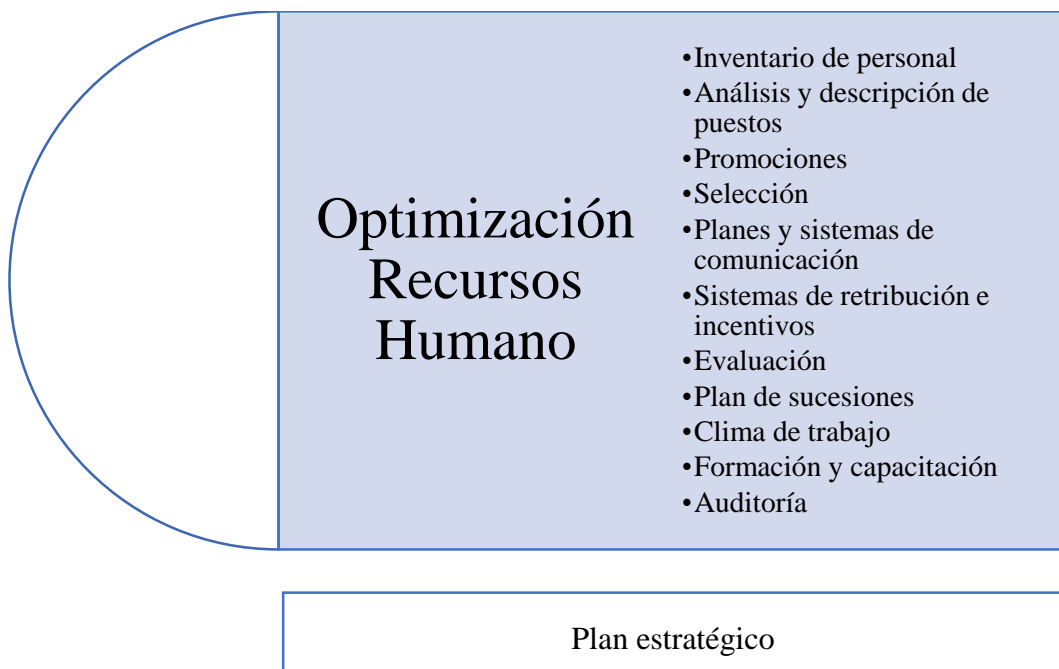 Optimización
Recursos
Humano
•Inventario de personal
•Análisis y descripción de
puestos
•Promociones
•Selección
•Planes y sistemas de
comunicación
•Sistemas de retribución e
incentivos
•Evaluación
•Plan de sucesiones
•Clima de trabajo
•Formación y capacitación
•Auditoría
Plan estratégico